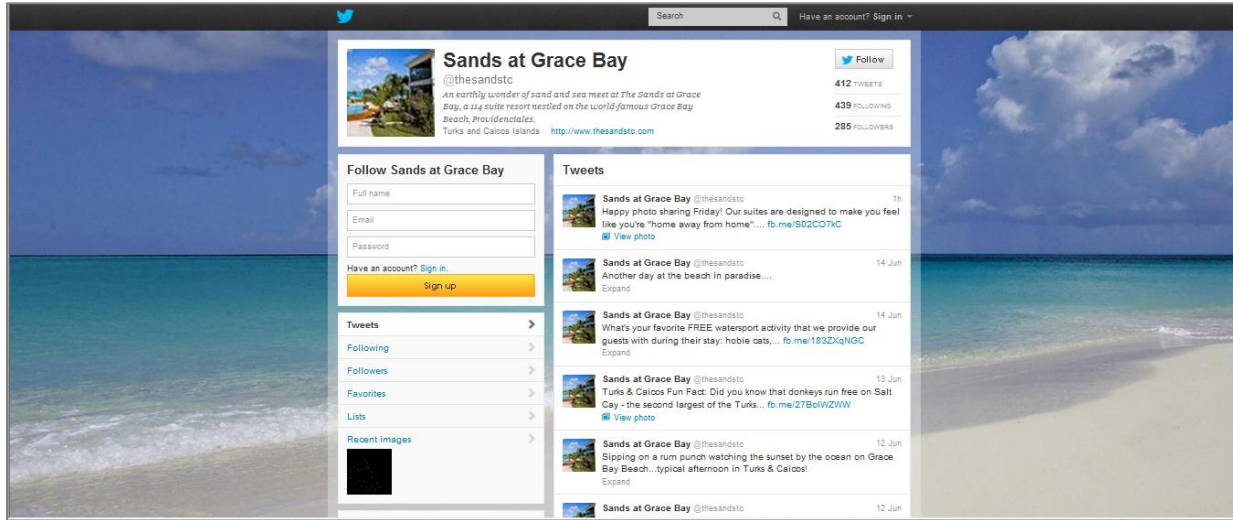 Search
Have an account? Sign in
Sands at Grace Bay
@thesandstc
An earthly wonder of sand and sea meet at The Sands at Grace
Bay, a 114 suite resort nestled on the world-famous Grace Bay
Beach, Providenciales.
Turks and Caicos Islands http://www.thesandstc.com
Follow
412 TWEETS
439 FOLLOWING
285 FOLLOWERS
Follow Sands at Grace Bay
Full name
Email
Password
Have an account? Sign in.
Sign up
Tweets
Following
Followers
Favorites
Lists
Recent images
Tweets
Sands at Grace Bay @thesandstc 1h
Happy photo sharing Friday! Our suites are designed to make you feel
like you're "home away from home".... fb.me/S02CO7kC
View photo
Sands at Grace Bay @thesandstc 14 Jun
Another day at the beach in paradise....
Expand
Sands at Grace Bay @thesandstc 14 Jun
What's your favorite FREE watersport activity that we provide our
guests with during their stay: hobie cats,... fb.me/183ZXqNGC
Expand
Sands at Grace Bay @thesandstc 13 Jun
Turks & Caicos Fun Fact: Did you know that donkeys run free on Salt
Cay - the second largest of the Turks... fb.me/27BolWZWW
View photo
Sands at Grace Bay @thesandstc 12 Jun
Sipping on a rum punch watching the sunset by the ocean on Grace
Bay Beach...typical afternoon in Turks & Caicos!
Expand
Sands at Grace Bay @thesandstc 12 Jun